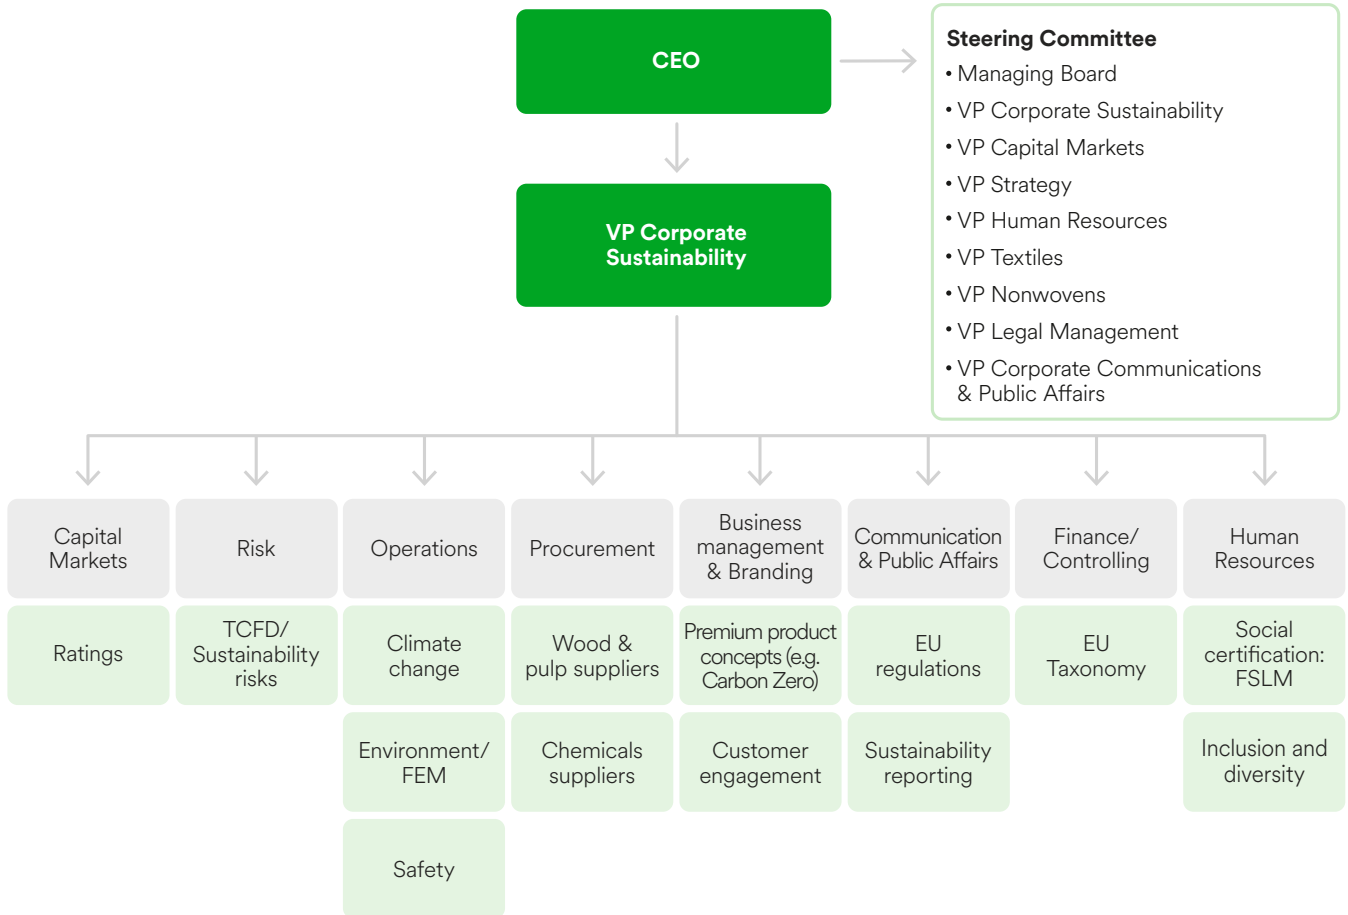 CEO
Steering Committee
• Managing Board
• VP Corporate Sustainability
• VP Capital Markets
• VP Strategy
• VP Human Resources
• VP Textiles
• VP Nonwovens
• VP Legal Management
• VP Corporate Communications
& Public Affairs
VP Corporate
Sustainability
Capital
Markets
Risk
Operations
Procurement
Business
management
& Branding
Communication
& Public Affairs
Finance/
Controlling
Human
Resources
Ratings
TCFD/
Sustainability
risks
Climate
change
Wood &
pulp suppliers
Premium product
concepts (e.g.
Carbon Zero)
EU
regulations
EU
Taxonomy
Social
certification:
FSLM
Environment/
FEM
Chemicals
suppliers
Customer
engagement
Sustainability
reporting
Inclusion and
diversity
Safety